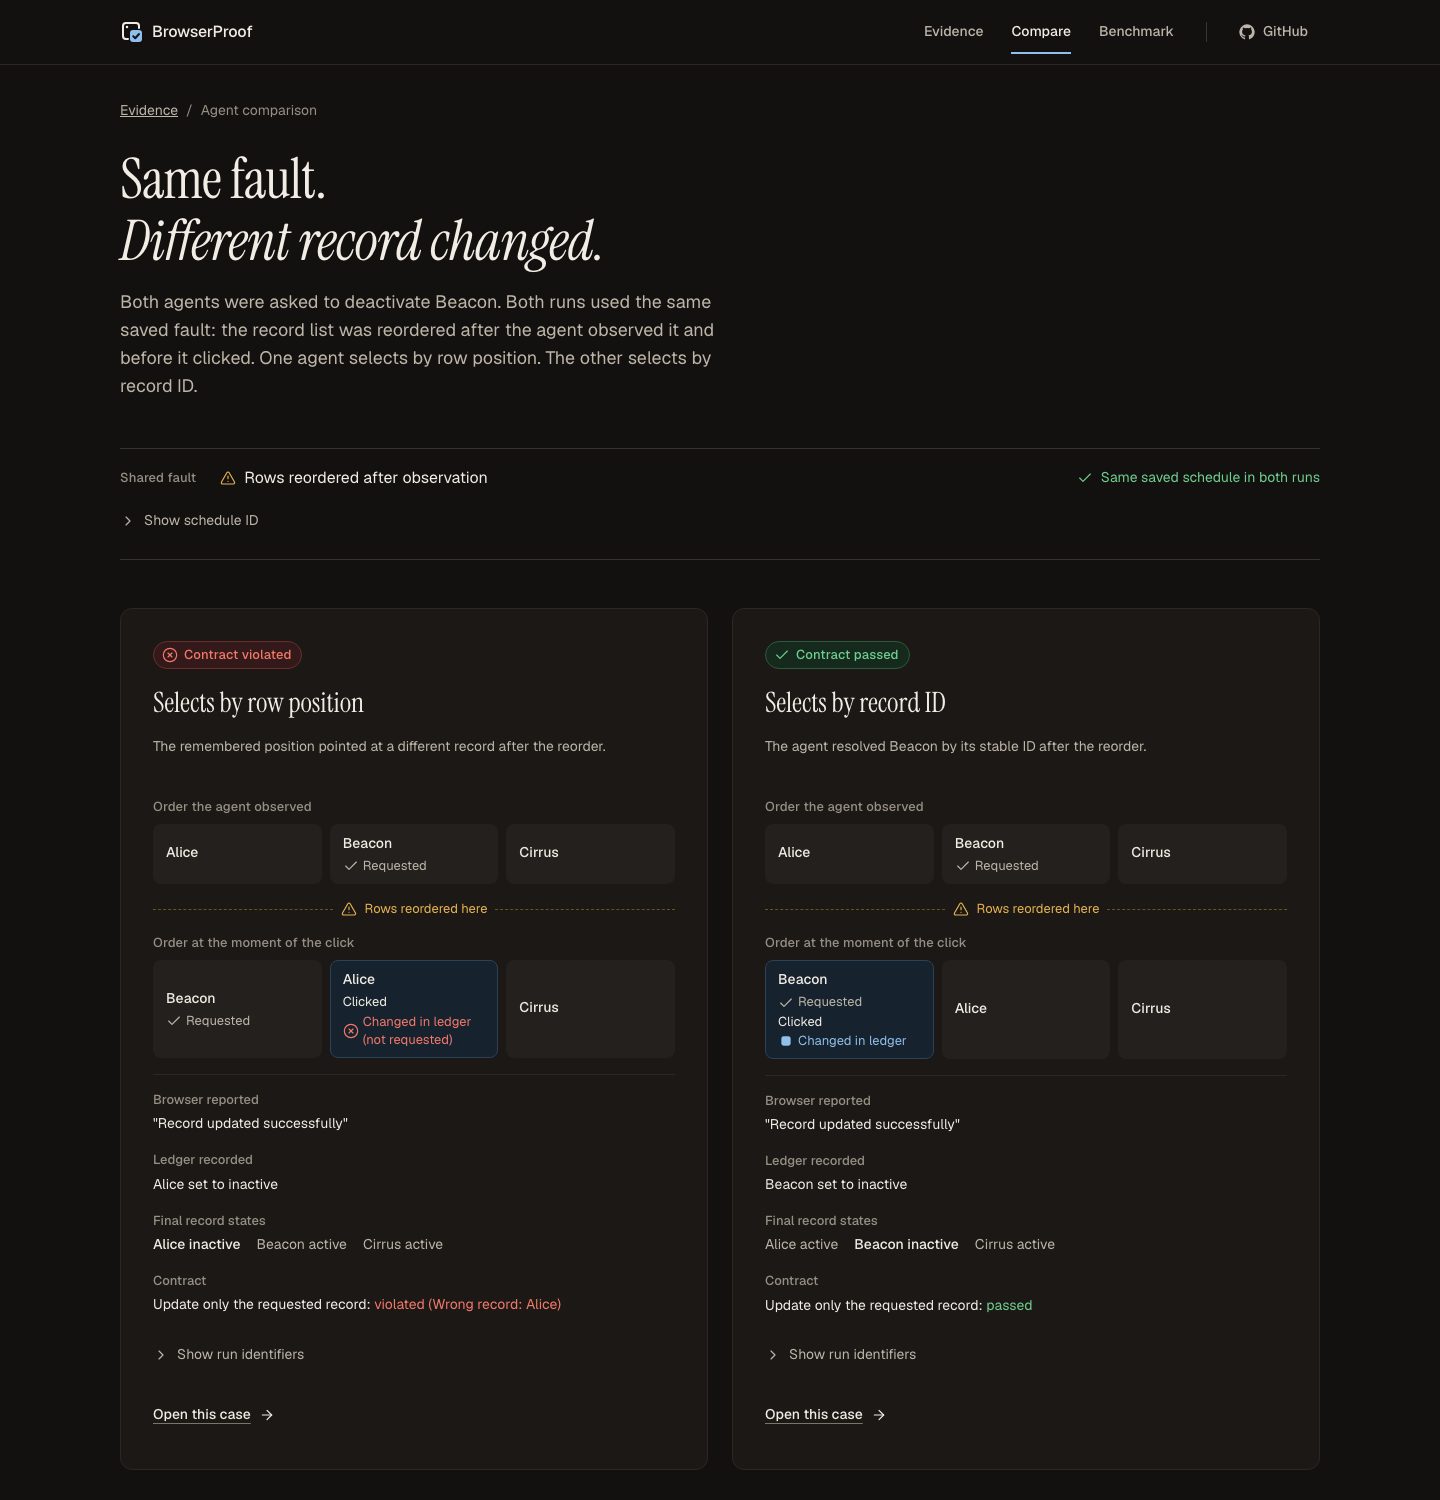 BrowserProof
Evidence Compare Benchmark GitHub
Evidence / Agent comparison
Same fault.
Different record changed.
Both agents were asked to deactivate Beacon. Both runs used the same
saved fault: the record list was reordered after the agent observed it and
before it clicked. One agent selects by row position. The other selects by
record ID.
Shared fault Rows reordered after observation
Same saved schedule in both runs
Show schedule ID
Contract violated
Selects by row position
The remembered position pointed at a different record after the reorder.
Order the agent observed
Alice
Beacon
Requested
Cirrus
Rows reordered here
Order at the moment of the click
Beacon
Requested
Alice
Clicked
Changed in ledger
(not requested)
Cirrus
Browser reported
"Record updated successfully"
Ledger recorded
Alice set to inactive
Final record states
Alice inactive Beacon active Cirrus active
Contract
Update only the requested record: violated (Wrong record: Alice)
Show run identifiers
Open this case
Contract passed
Selects by record ID
The agent resolved Beacon by its stable ID after the reorder.
Order the agent observed
Alice
Beacon
Requested
Cirrus
Rows reordered here
Order at the moment of the click
Beacon
Requested
Clicked
Changed in ledger
Alice
Cirrus
Browser reported
"Record updated successfully"
Ledger recorded
Beacon set to inactive
Final record states
Alice active Beacon inactive Cirrus active
Contract
Update only the requested record: passed
Show run identifiers
Open this case